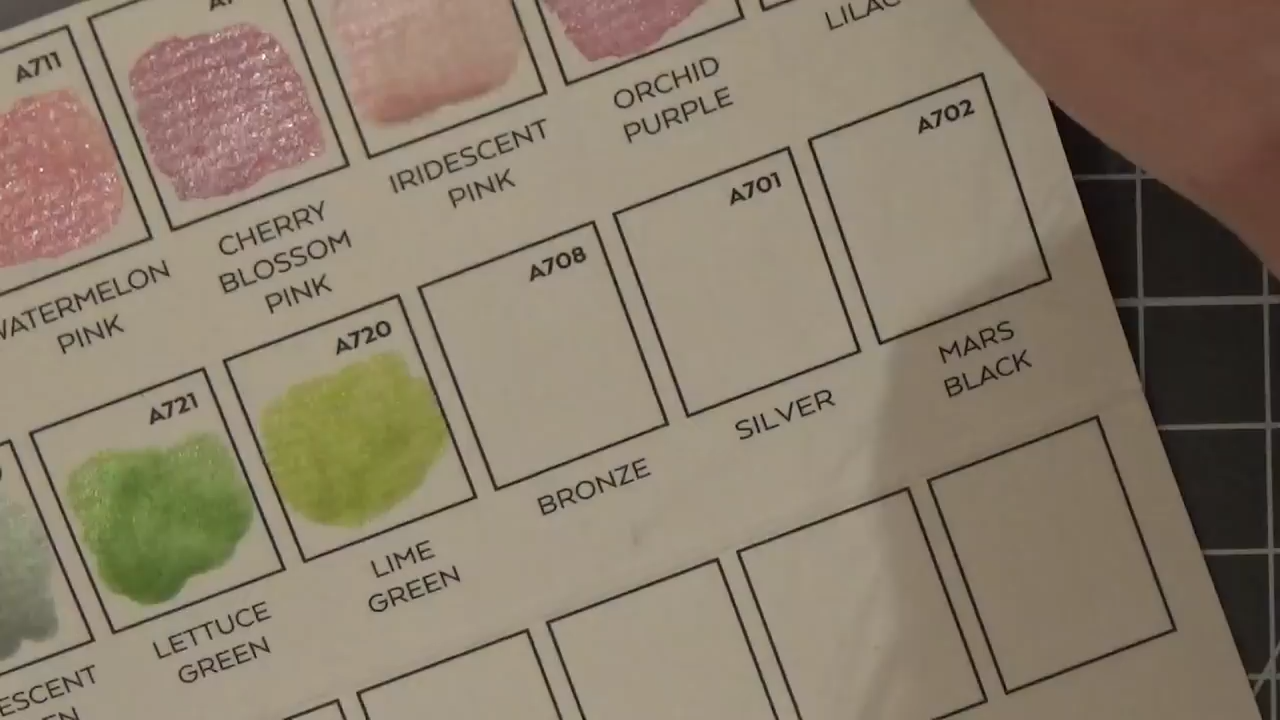 A711
WATERMELON
PINK
CHERRY
BLOSSOM
PINK
IRIDESCENT
PINK
ORCHID
PURPLE
LILAC
A721
LETTUCE
GREEN
A720
LIME
GREEN
A708
BRONZE
A701
SILVER
A702
MARS
BLACK